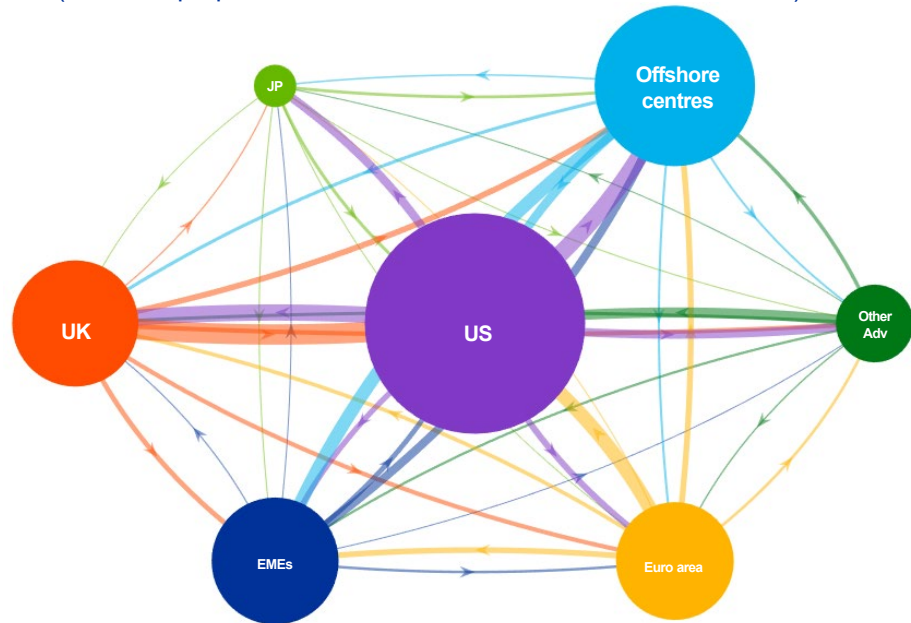 Offshore
centres
JP
UK
US
Other
Adv
EMEs
Euro area